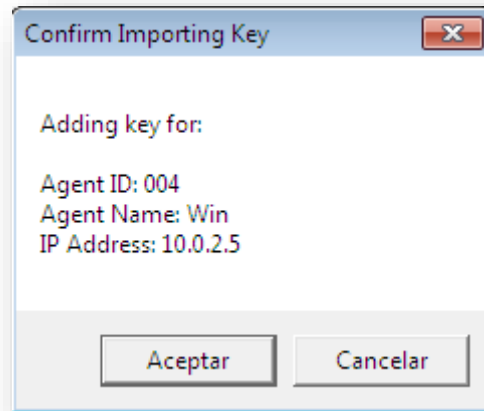 Confirm Importing Key
Adding key for:
Agent ID: 004
Agent Name: Win
IP Address: 10.0.2.5
Aceptar
Cancelar